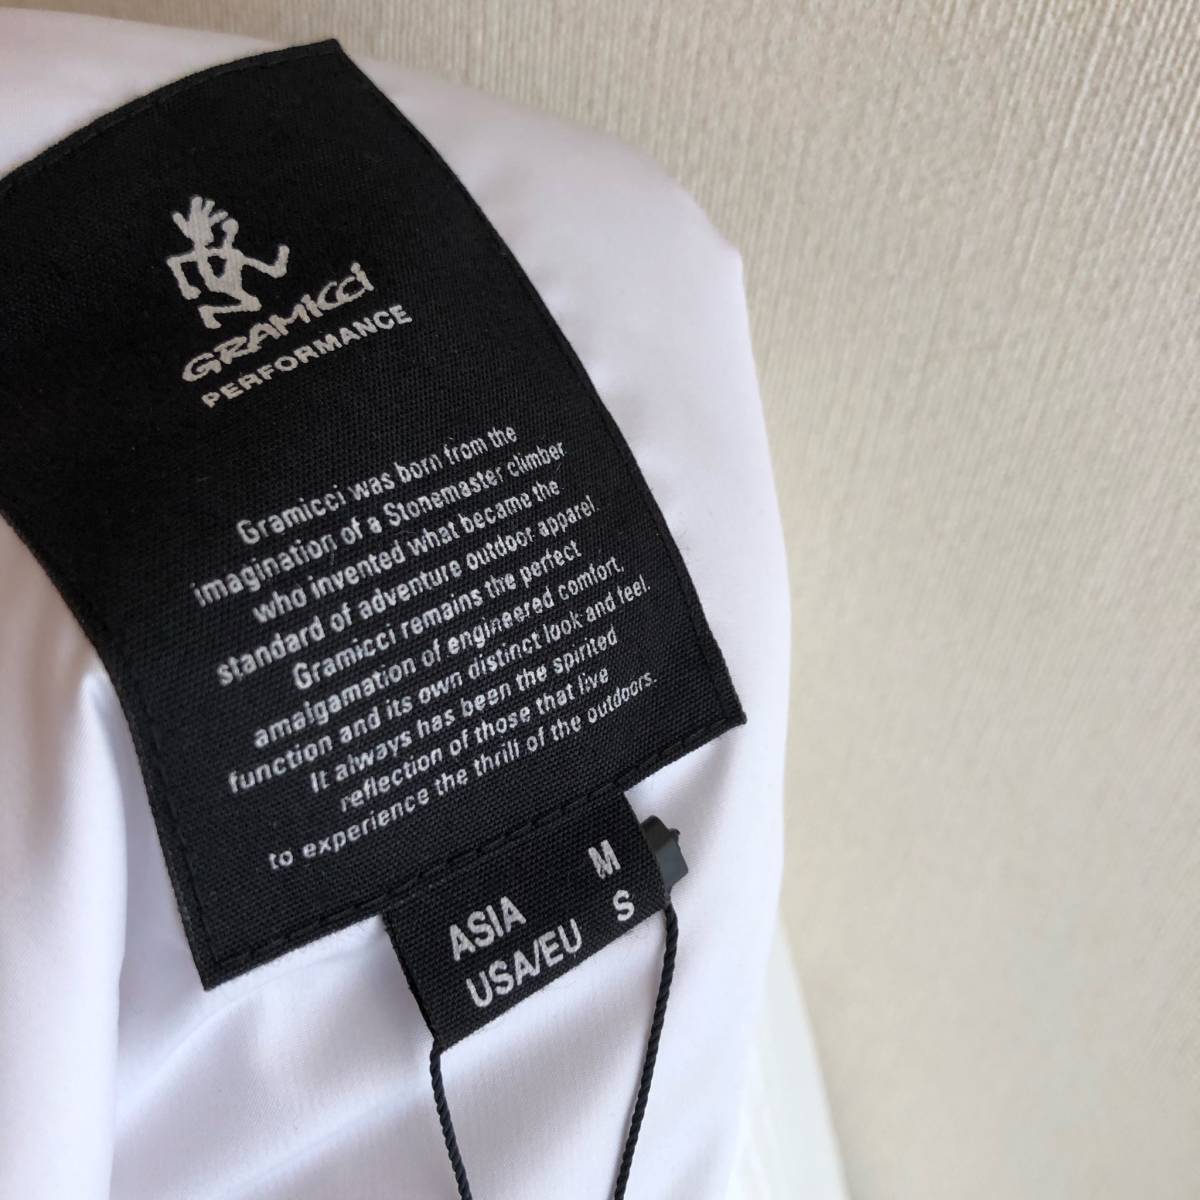 GRAMICCI
PERFORMANCE
Gramicci was born from the
imagination of a Stonemaster climber
who invented what became the
standard of adventure outdoor apparel.
Gramicci remains the perfect
amalgamation of engineered comfort,
function and its own distinct look and feel.
It always has been the spirited
reflection of those that live
to experience the thrill of the outdoors.
ASIA M
USA/EU S